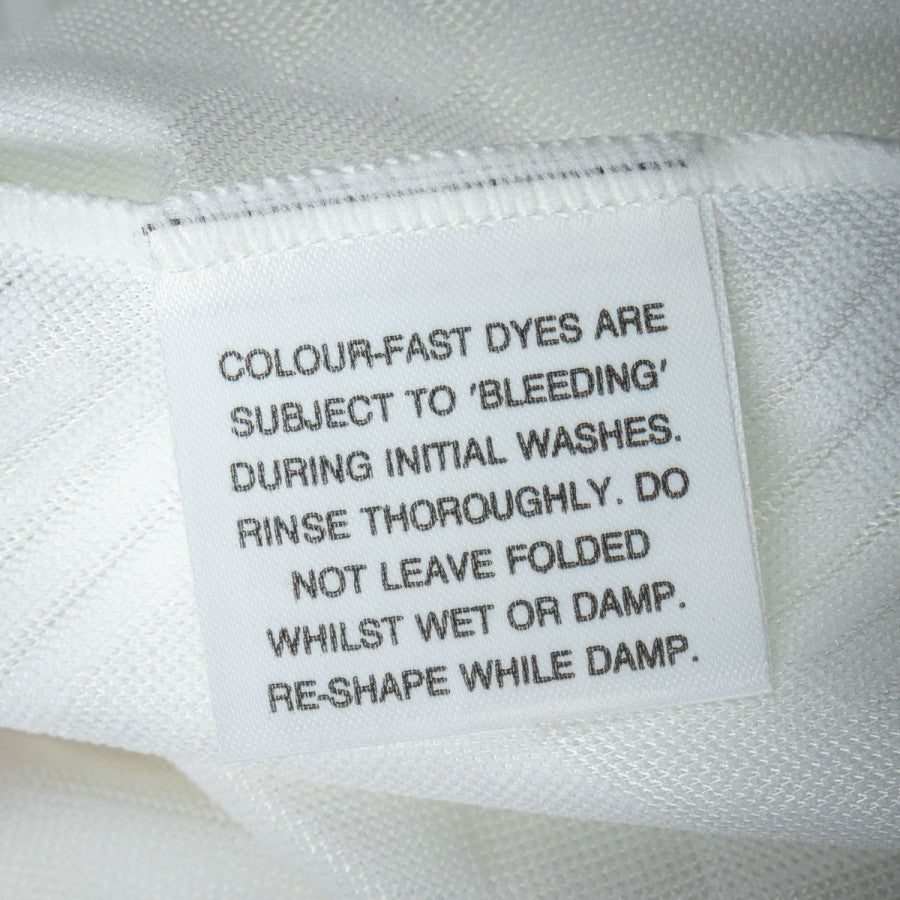 COLOUR-FAST DYES ARE
SUBJECT TO 'BLEEDING'
DURING INITIAL WASHES.
RINSE THOROUGHLY. DO
NOT LEAVE FOLDED
WHILST WET OR DAMP.
RE-SHAPE WHILE DAMP.